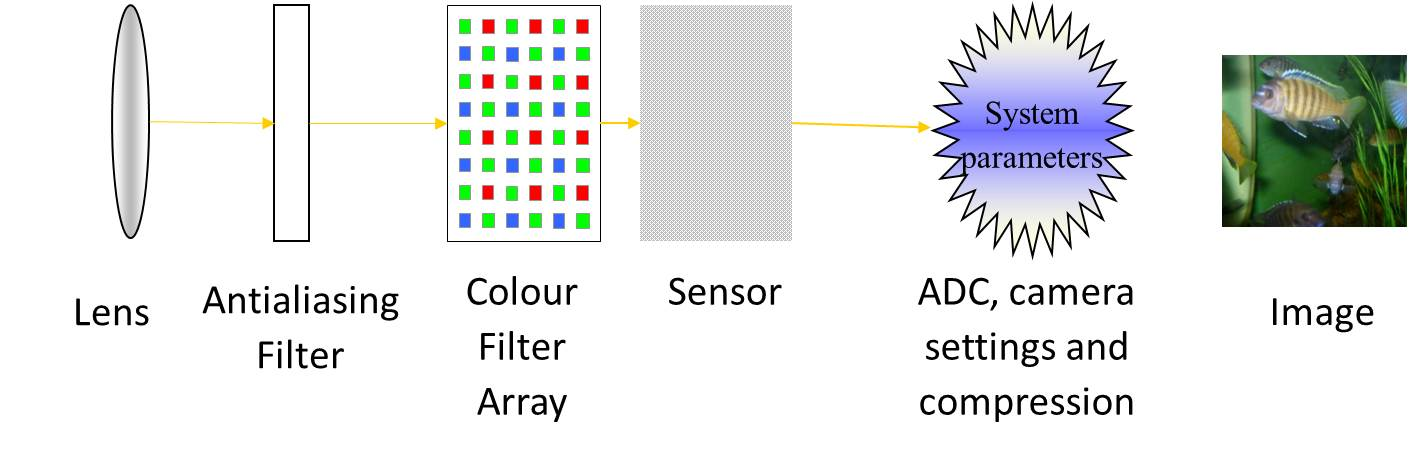 System
parameters
Lens
Antialiasing
Filter
Colour
Filter
Array
Sensor
ADC, camera
settings and
compression
Image